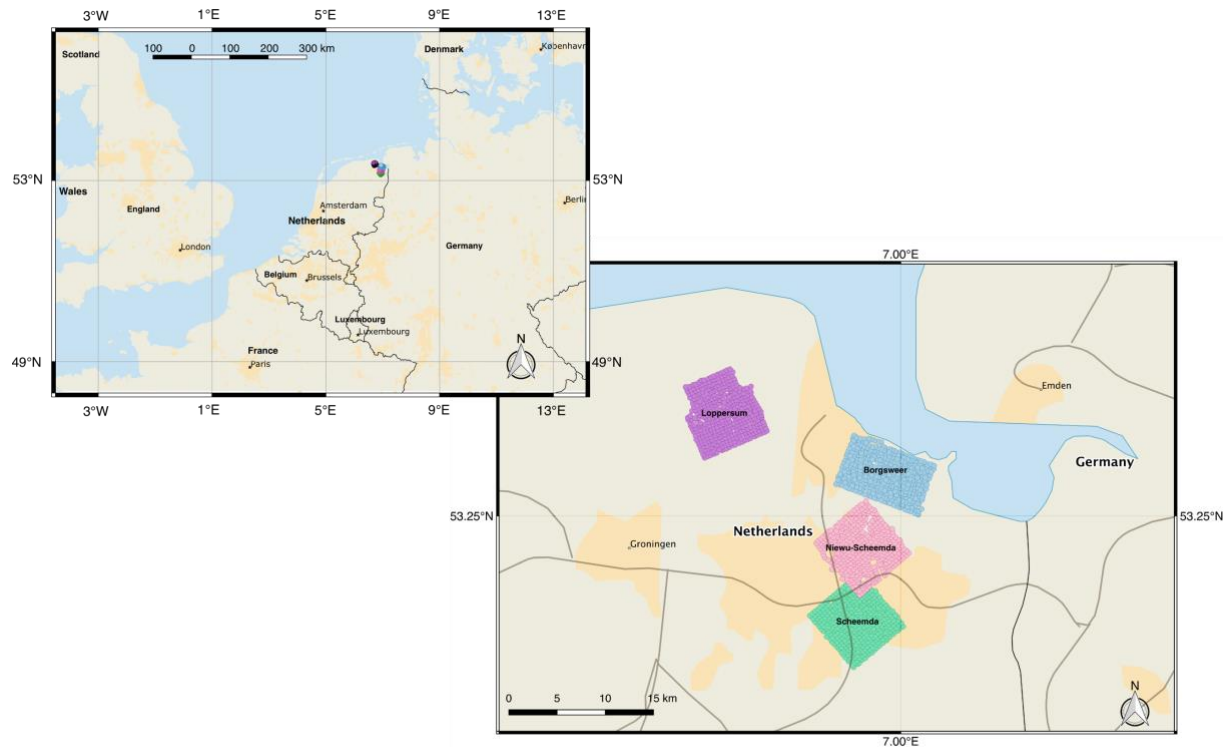 3°W 1°E 5°E 9°E 13°E
100 0 100 200 300 km
Scotland
Denmark
København
53°N
53°N
Wales
England
Amsterdam
Netherlands
Berlin
London
Germany
Belgium
Brussels
Luxembourg
Luxembourg
France
Paris
N
49°N
49°N
3°W 1°E 5°E 9°E 13°E
7.00°E
Emden
Loppersum
Borgsweer
Germany
53.25°N
53.25°N
Netherlands
Groningen
Niewu-Scheemda
Scheemda
0 5 10 15 km
N
7.00°E